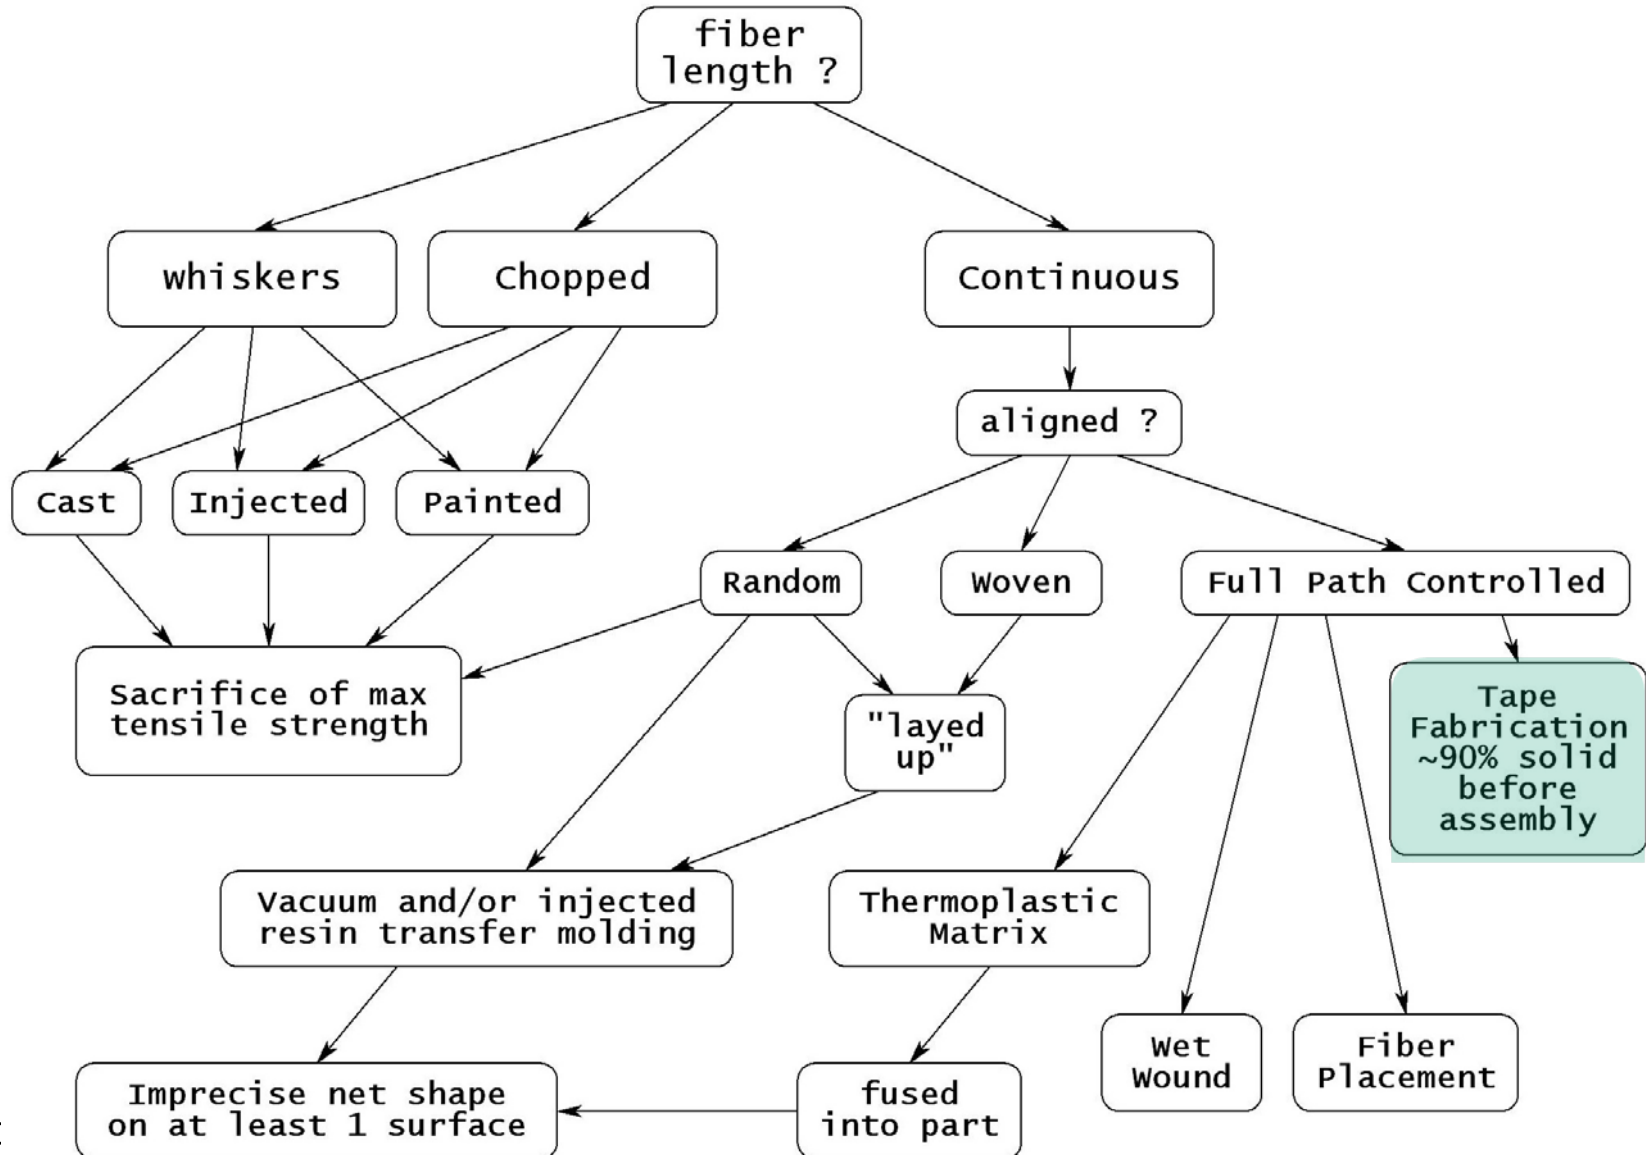 fiber
length ?
whiskers
Chopped
Continuous
aligned ?
Cast
Injected
Painted
Random
Woven
Full Path Controlled
Sacrifice of max
tensile strength
"layed
up"
Tape
Fabrication
~90% solid
before
assembly
Vacuum and/or injected
resin transfer molding
Thermoplastic
Matrix
Wet
Wound
Fiber
Placement
Imprecise net shape
on at least 1 surface
fused
into part